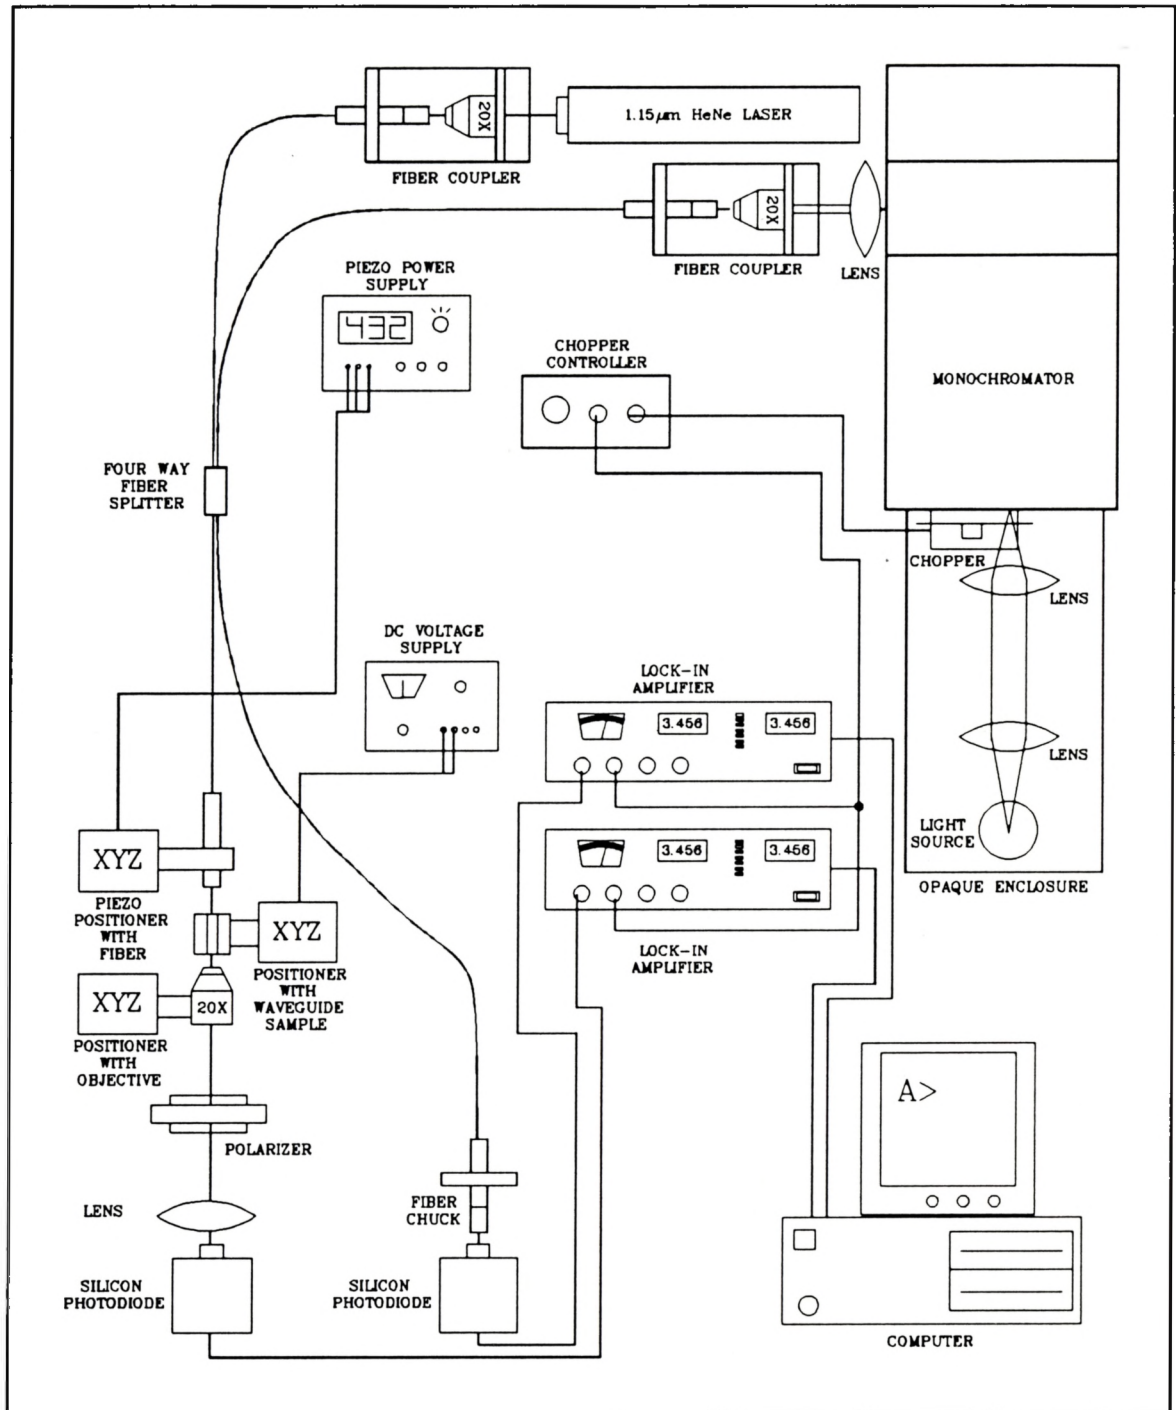 20X
1.15μm HeNe LASER
FIBER COUPLER
20X
FIBER COUPLER
LENS
PIEZO POWER
SUPPLY
432
CHOPPER
CONTROLLER
MONOCHROMATOR
FOUR WAY
FIBER
SPLITTER
CHOPPER
LENS
DC VOLTAGE
SUPPLY
LOCK-IN
AMPLIFIER
3.456 3.456
LENS
LIGHT
SOURCE
3.456 3.456
OPAQUE ENCLOSURE
XYZ
PIEZO
POSITIONER
WITH
FIBER
XYZ
LOCK-IN
AMPLIFIER
POSITIONER
WITH
WAVEGUIDE
SAMPLE
XYZ
20X
POSITIONER
WITH
OBJECTIVE
A>
POLARIZER
LENS
FIBER
CHUCK
SILICON
PHOTODIODE
SILICON
PHOTODIODE
COMPUTER